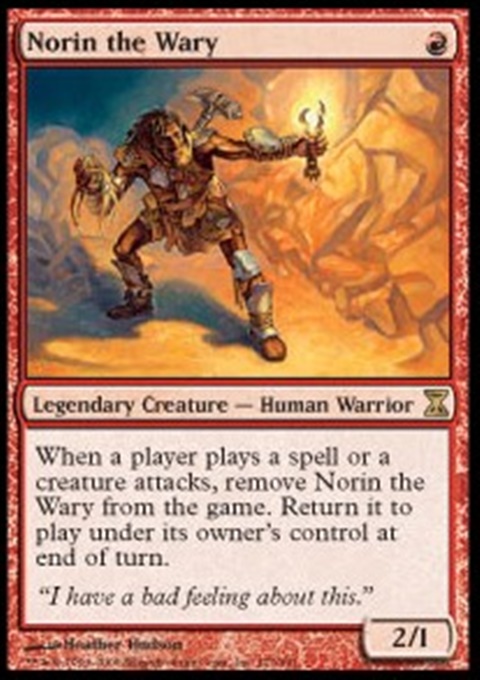 Norin the Wary
Legendary Creature — Human Warrior
When a player plays a spell or a
creature attacks, remove Norin the
Wary from the game. Return it to
play under its owner's control at
end of turn.
"I have a bad feeling about this."
Heather Hudson
2/1